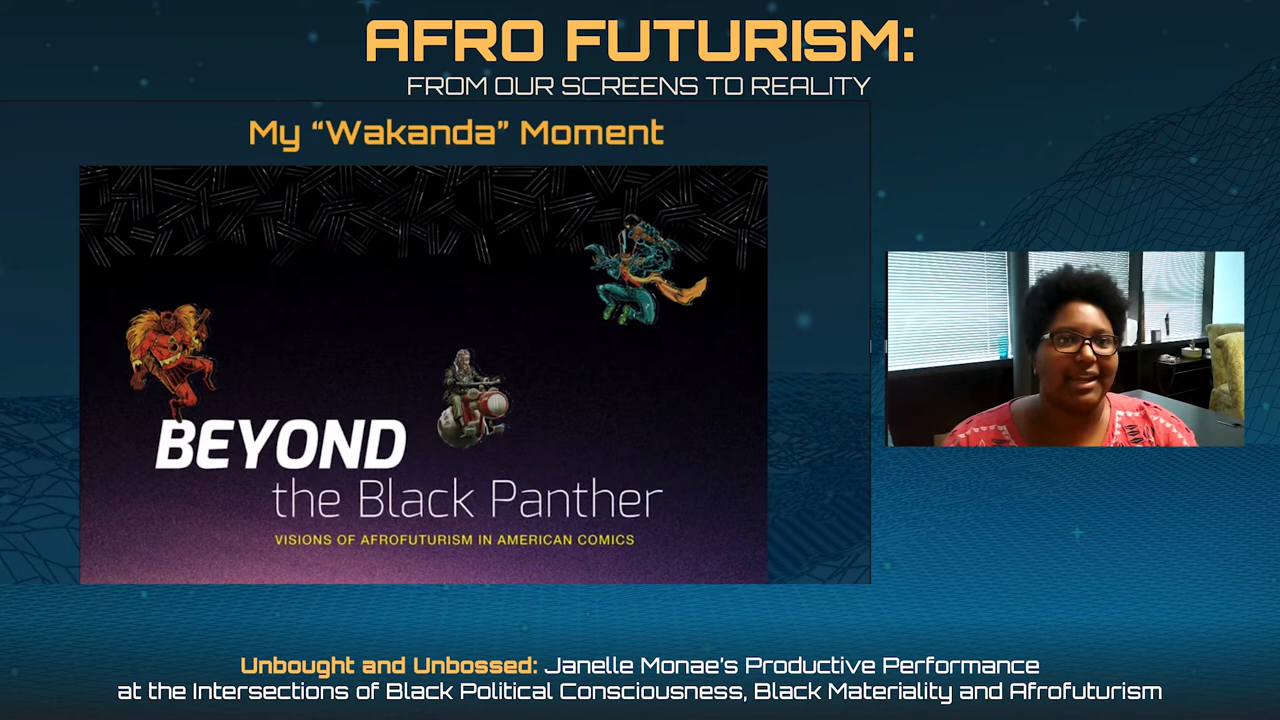 AFRO FUTURISM:
FROM OUR SCREENS TO REALITY
My “Wakanda” Moment
BEYOND
the Black Panther
VISIONS OF AFROFUTURISM IN AMERICAN COMICS
Unbought and Unbossed: Janelle Monae's Productive Performance
at the Intersections of Black Political Consciousness, Black Materiality and Afrofuturism